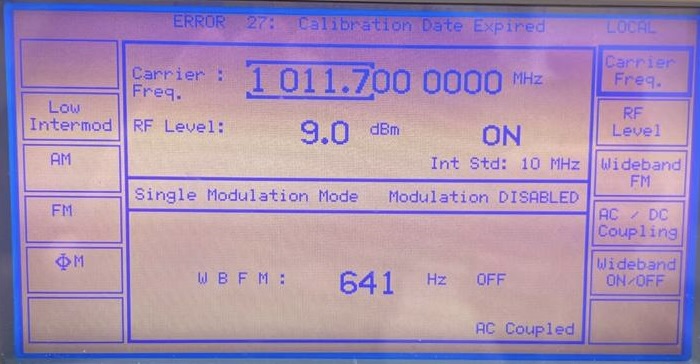 ERROR 27: Calibration Date Expired LOCAL
Low
Intermod
AM
FM
ΦM
Carrier :
Freq.
1 011.700 0000 MHz
RF Level: 9.0 dBm ON
Int Std: 10 MHz
Single Modulation Mode Modulation DISABLED
W B F M : 641 Hz OFF
AC Coupled
Carrier
Freq.
RF
Level
Wideband
FM
AC / DC
Coupling
Wideband
ON/OFF